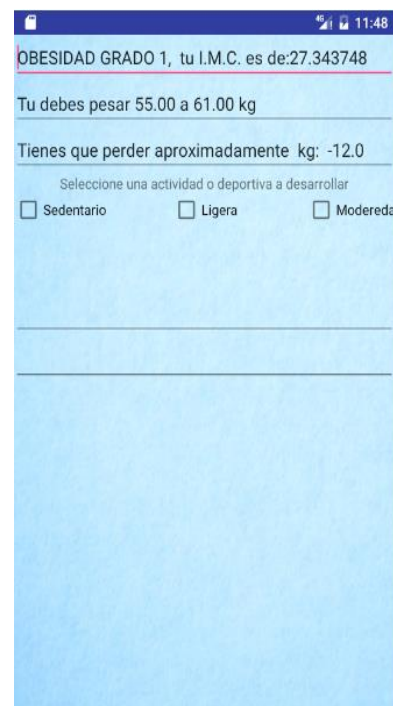 4G 11:48
OBESIDAD GRADO 1, tu I.M.C. es de:27.343748
Tu debes pesar 55.00 a 61.00 kg
Tienes que perder aproximadamente kg: -12.0
Seleccione una actividad o deportiva a desarrollar
Sedentario Ligera Modereda